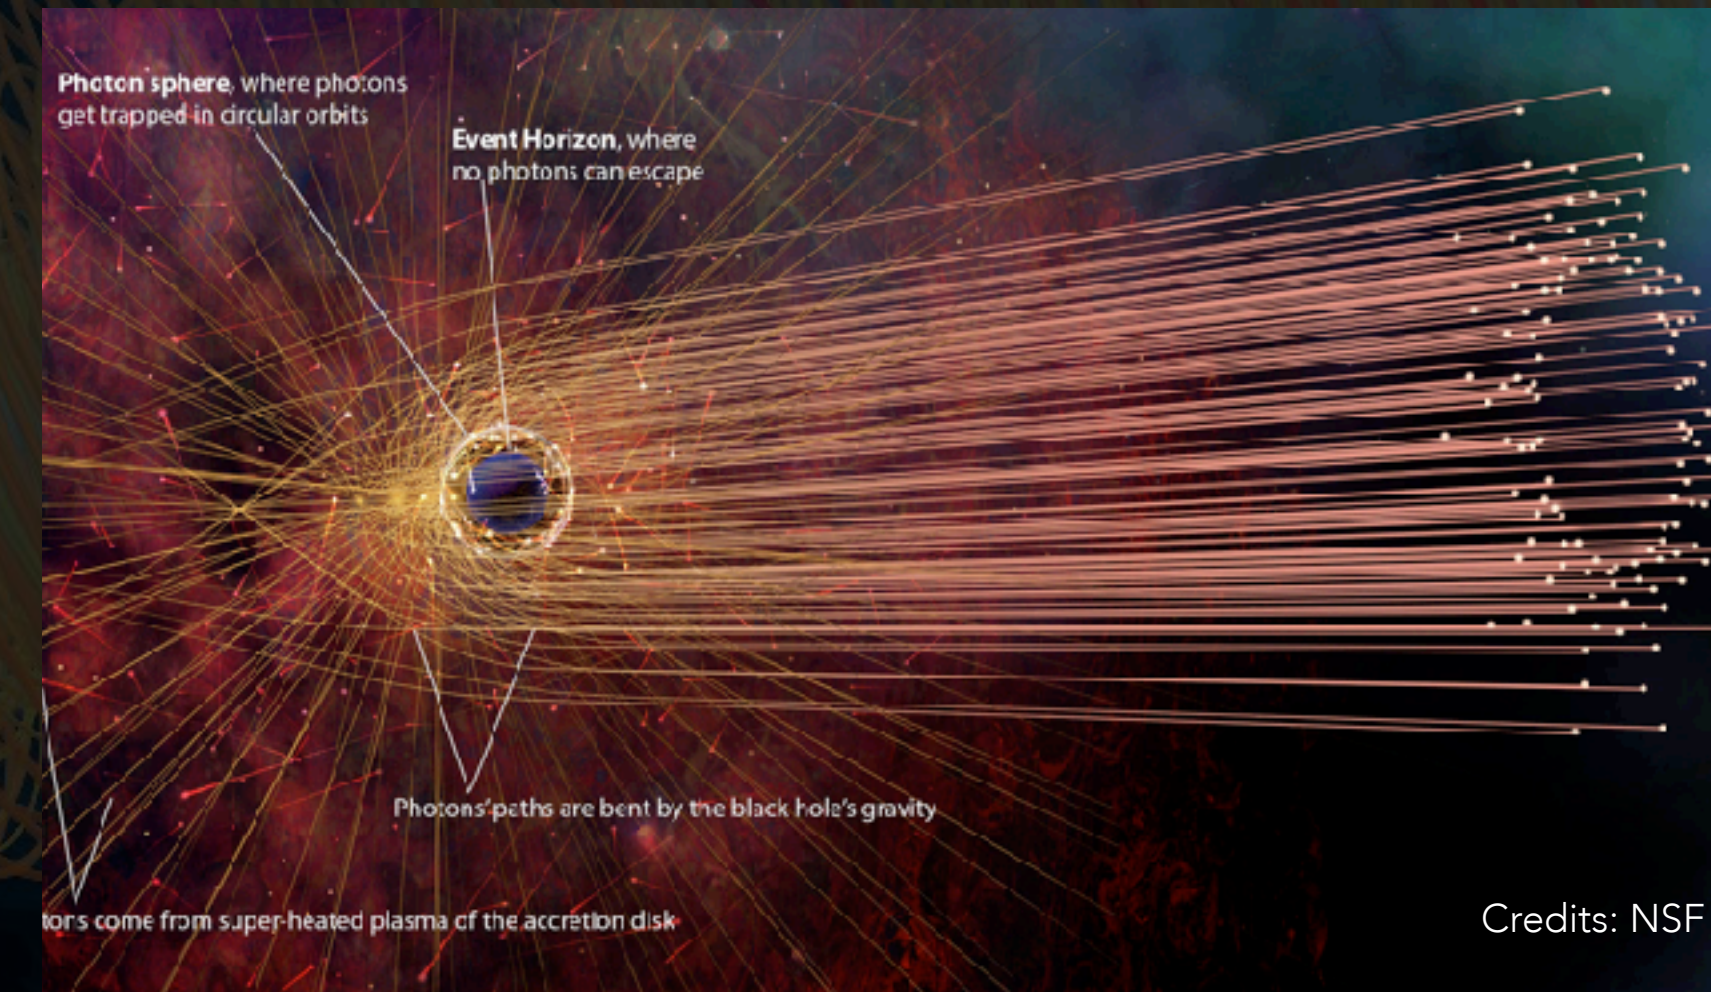 Photon sphere, where photons
get trapped in circular orbits
Event Horizon, where
no photons can escape
Photons' paths are bent by the black hole's gravity
tons come from super-heated plasma of the accretion disk
Credits: NSF